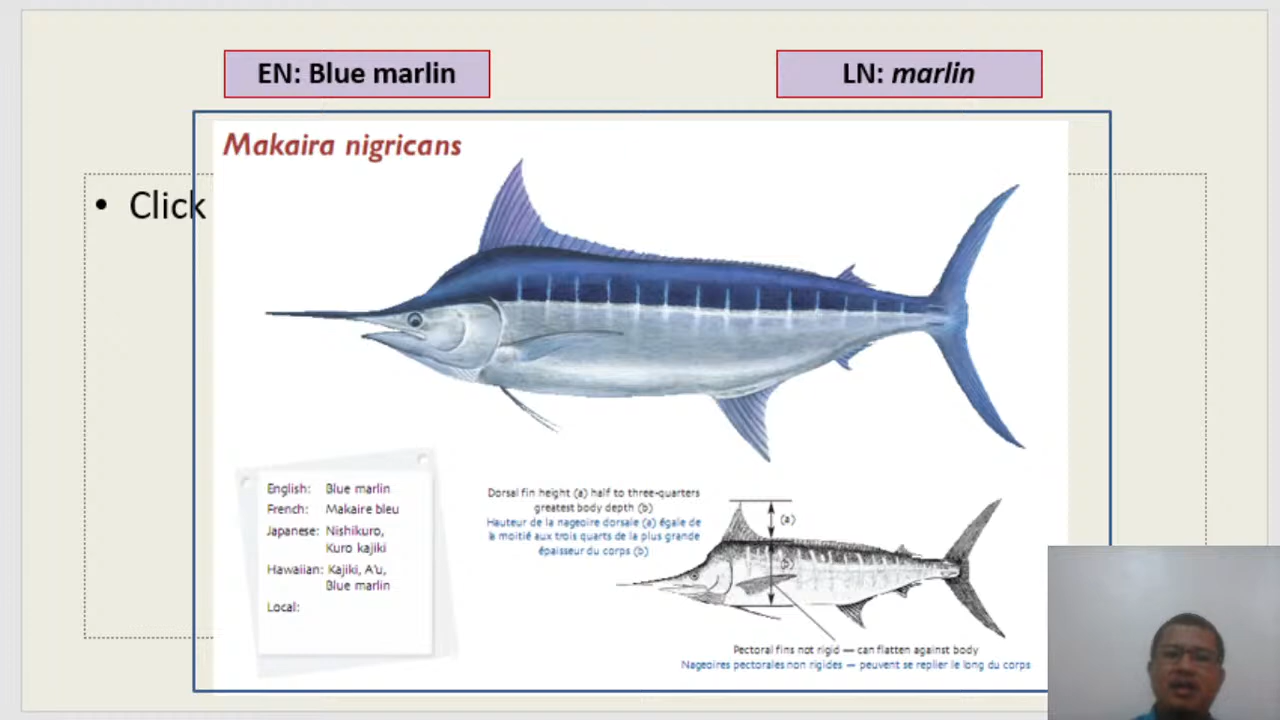 EN: Blue marlin
LN: marlin
Makaira nigricans
• Click
English: Blue marlin
French: Makaire bleu
Japanese: Nishikuro,
Kuro kajiki
Hawaiian: Kajiki, A'u,
Blue marlin
Local:
Dorsal fin height (a) half to three-quarters
greatest body depth (b)
Hauteur de la nageoire dorsale (a) égale de
la moitié aux trois quarts de la plus grande
épaisseur du corps (b)
(a)
(b)
Pectoral fins not rigid — can flatten against body
Nageoires pectorales non rigides — peuvent se replier le long du corps